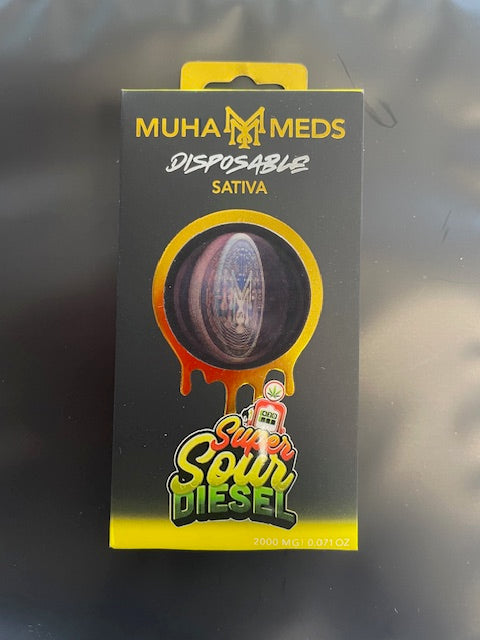 MUHA MEDS
DISPOSABLE
SATIVA
Super
Sour
DIESEL
2000 MG | 0.071 OZ